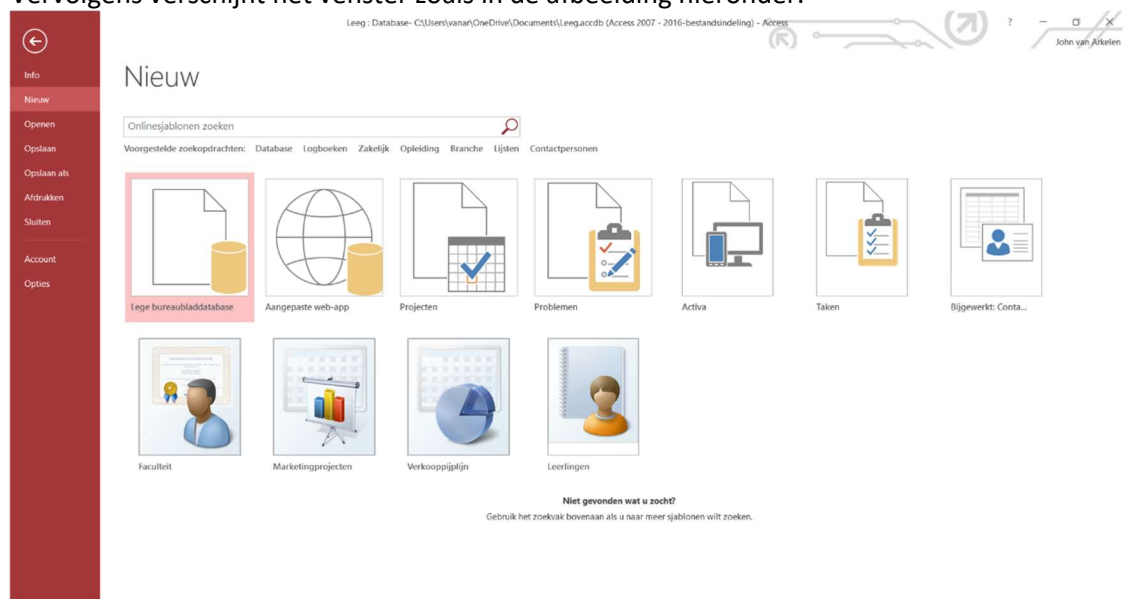 Vervolgens verschijnt het venster zoals in de afbeelding hieronder:
Leeg : Database- C:\Users\vanar\OneDrive\Documents\Leeg.accdb (Access 2007 - 2016-bestandsindeling) - Access
?
John van Arkelen
Info
Nieuw
Openen
Opslaan
Opslaan als
Afdrukken
Sluiten
Account
Opties
Nieuw
Onlinesjablonen zoeken
Voorgestelde zoekopdrachten: Database Logboeken Zakelijk Opleiding Branche Lijsten Contactpersonen
Lege bureaubladdatabase Aangepaste web-app Projecten Problemen Activa Taken Bijgewerkt: Conta...
Faculteit Marketingprojecten Verkooppijplijn Leerlingen
Niet gevonden wat u zocht?
Gebruik het zoekvak bovenaan als u naar meer sjablonen wilt zoeken.